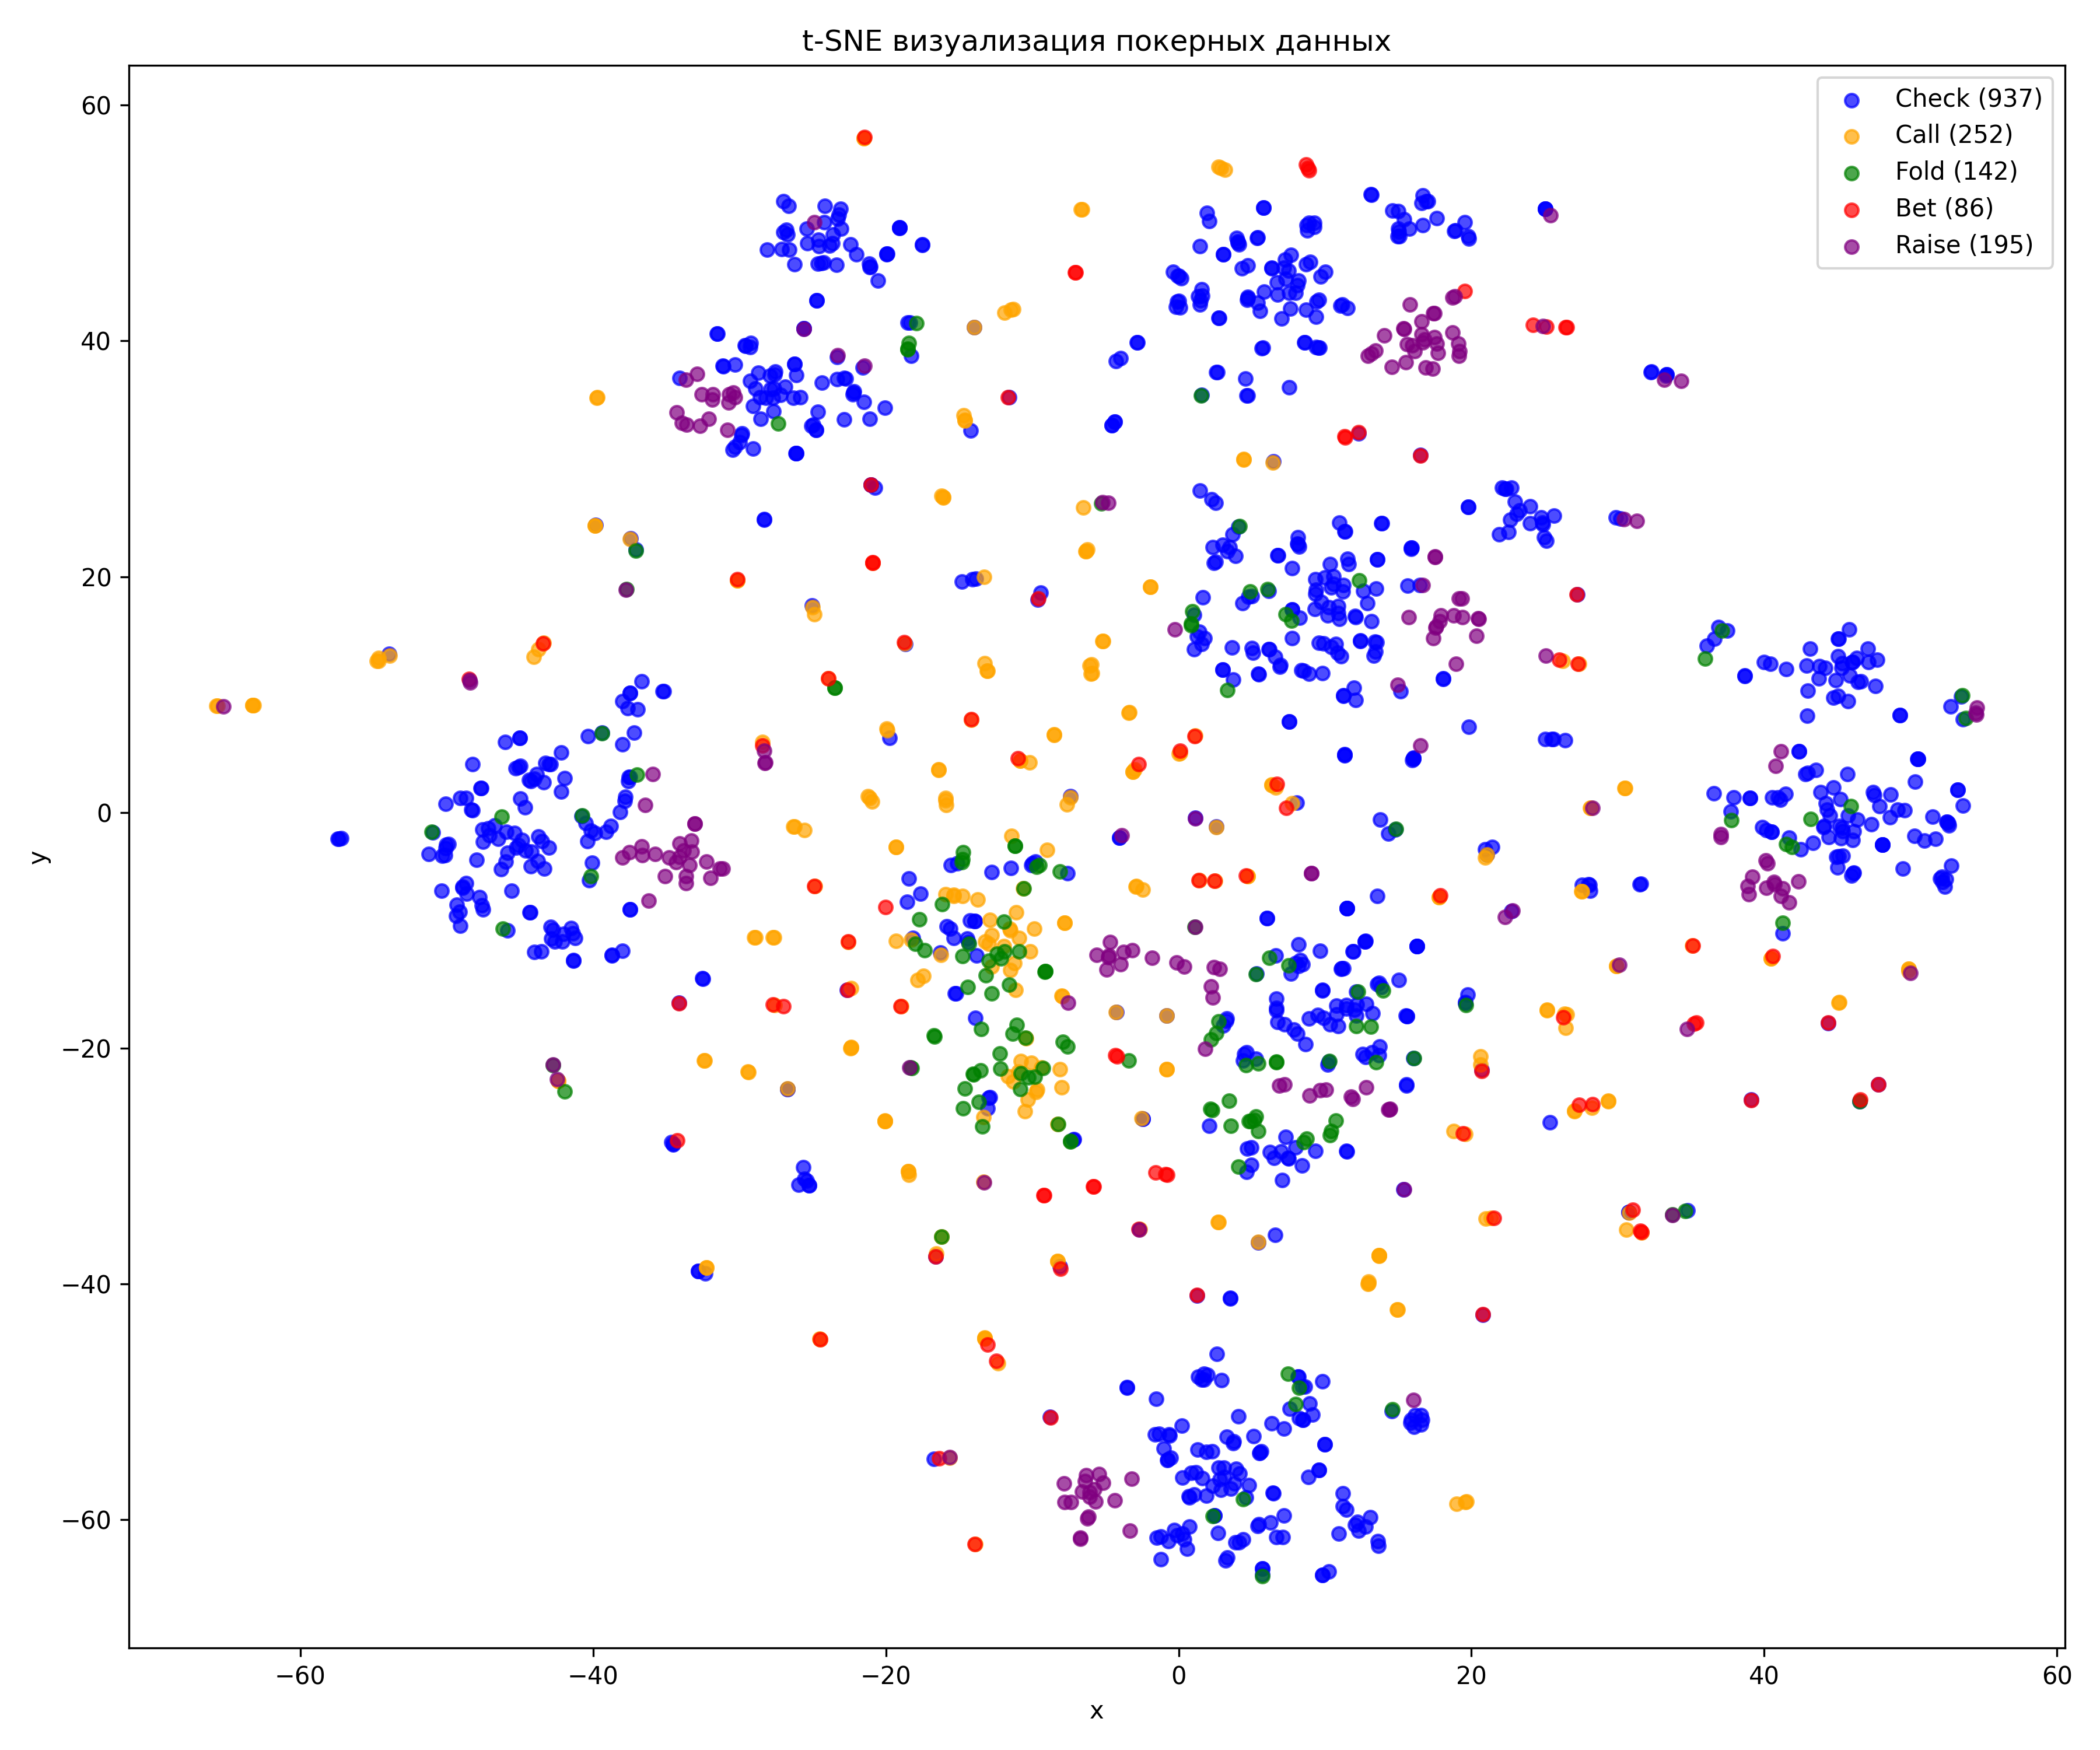 t-SNE визуализация покерных данных
Check (937)
Call (252)
Fold (142)
Bet (86)
Raise (195)
60
40
20
0
−20
−40
−60
y
−60
−40
−20
0
20
40
60
x